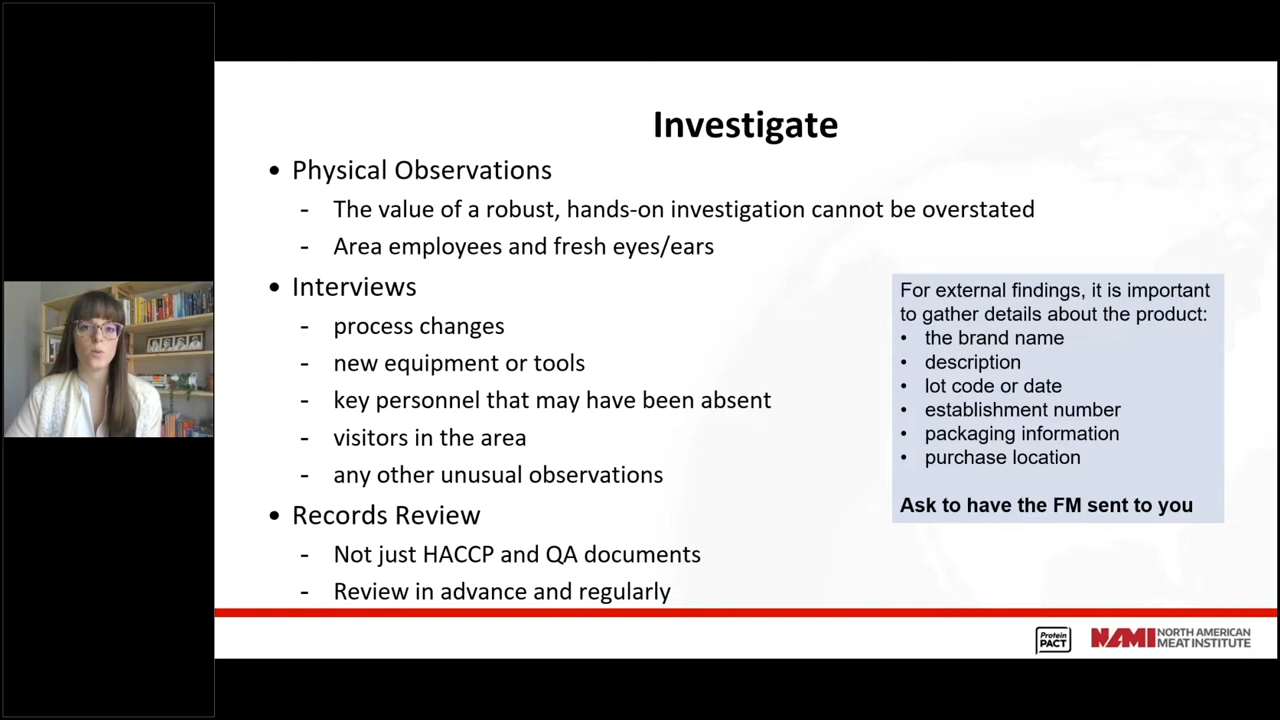 Investigate
• Physical Observations
- The value of a robust, hands-on investigation cannot be overstated
- Area employees and fresh eyes/ears
• Interviews
- process changes
- new equipment or tools
- key personnel that may have been absent
- visitors in the area
- any other unusual observations
• Records Review
- Not just HACCP and QA documents
- Review in advance and regularly
For external findings, it is important
to gather details about the product:
• the brand name
• description
• lot code or date
• establishment number
• packaging information
• purchase location
Ask to have the FM sent to you
Protein
PACT
NAMI
NORTH AMERICAN
MEAT INSTITUTE